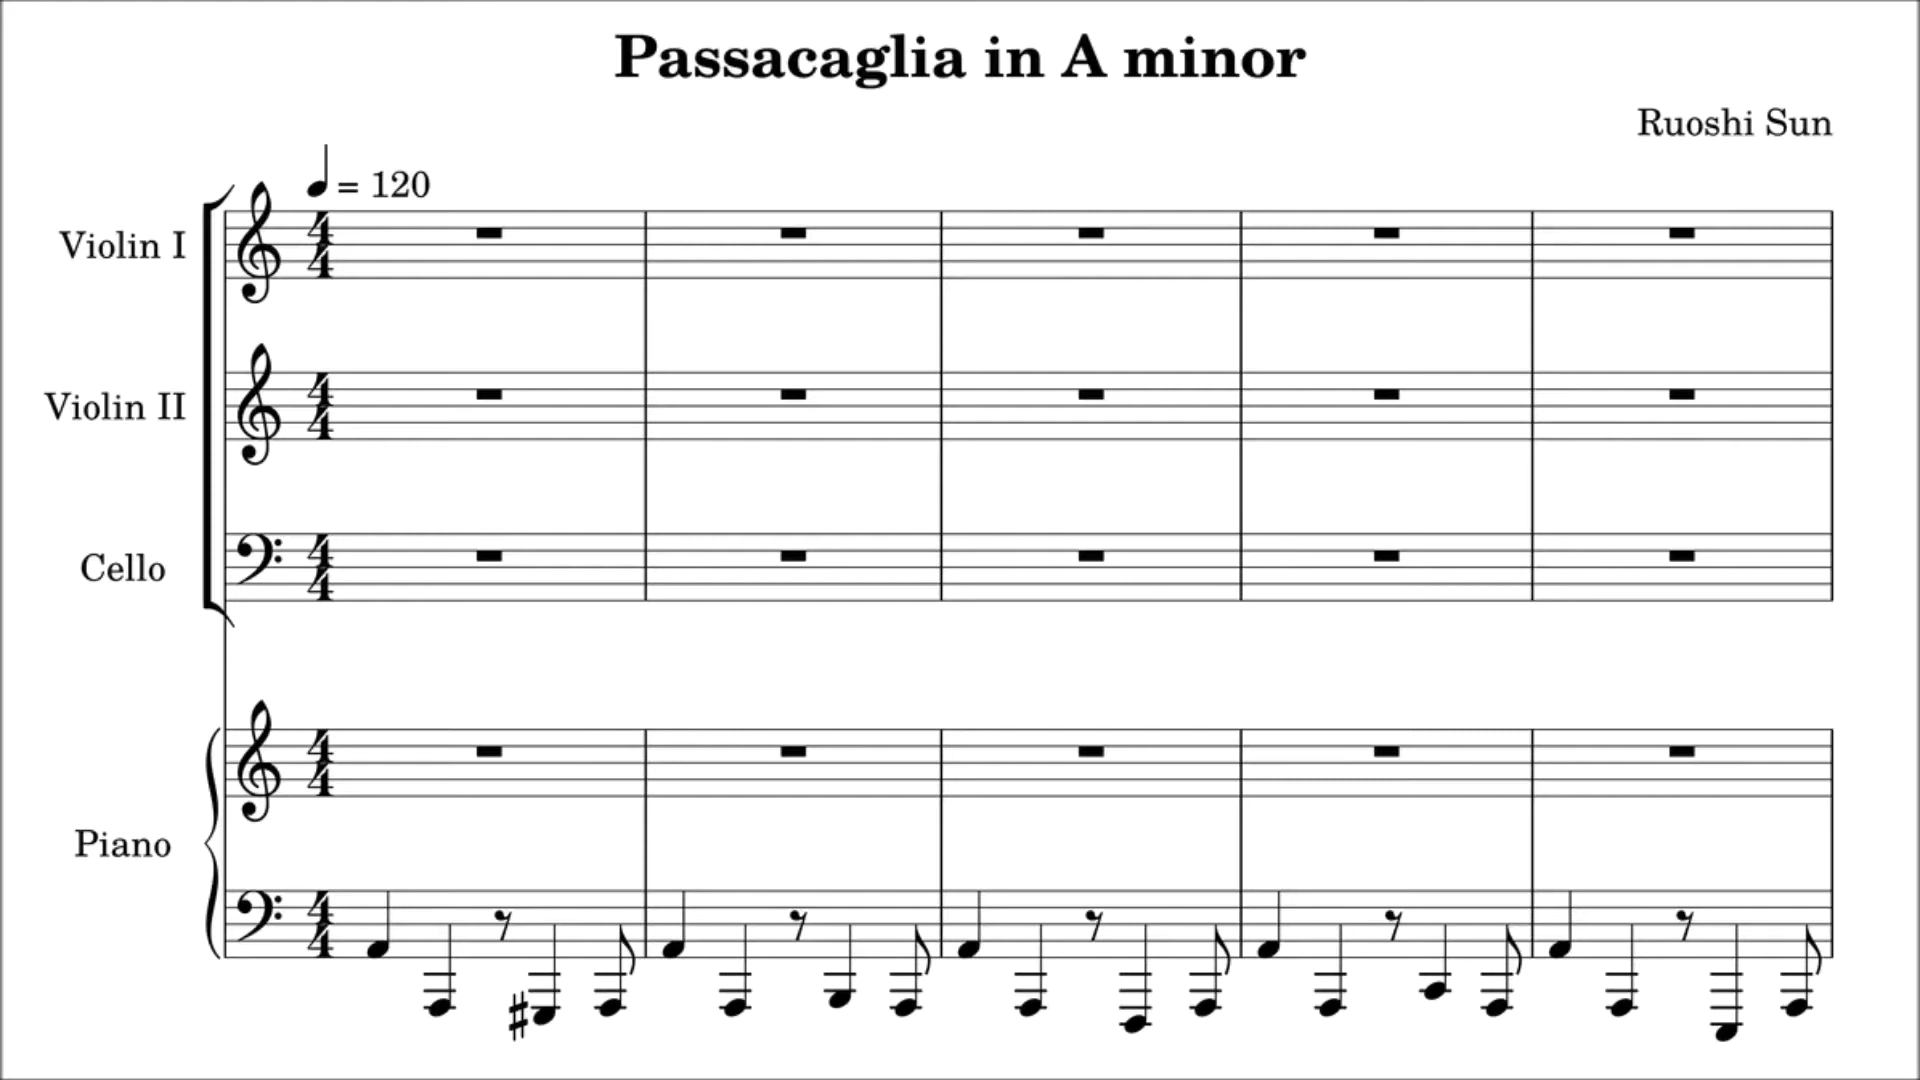 Passacaglia in A minor
Ruoshi Sun
♩ = 120
Violin I
Violin II
Cello
Piano